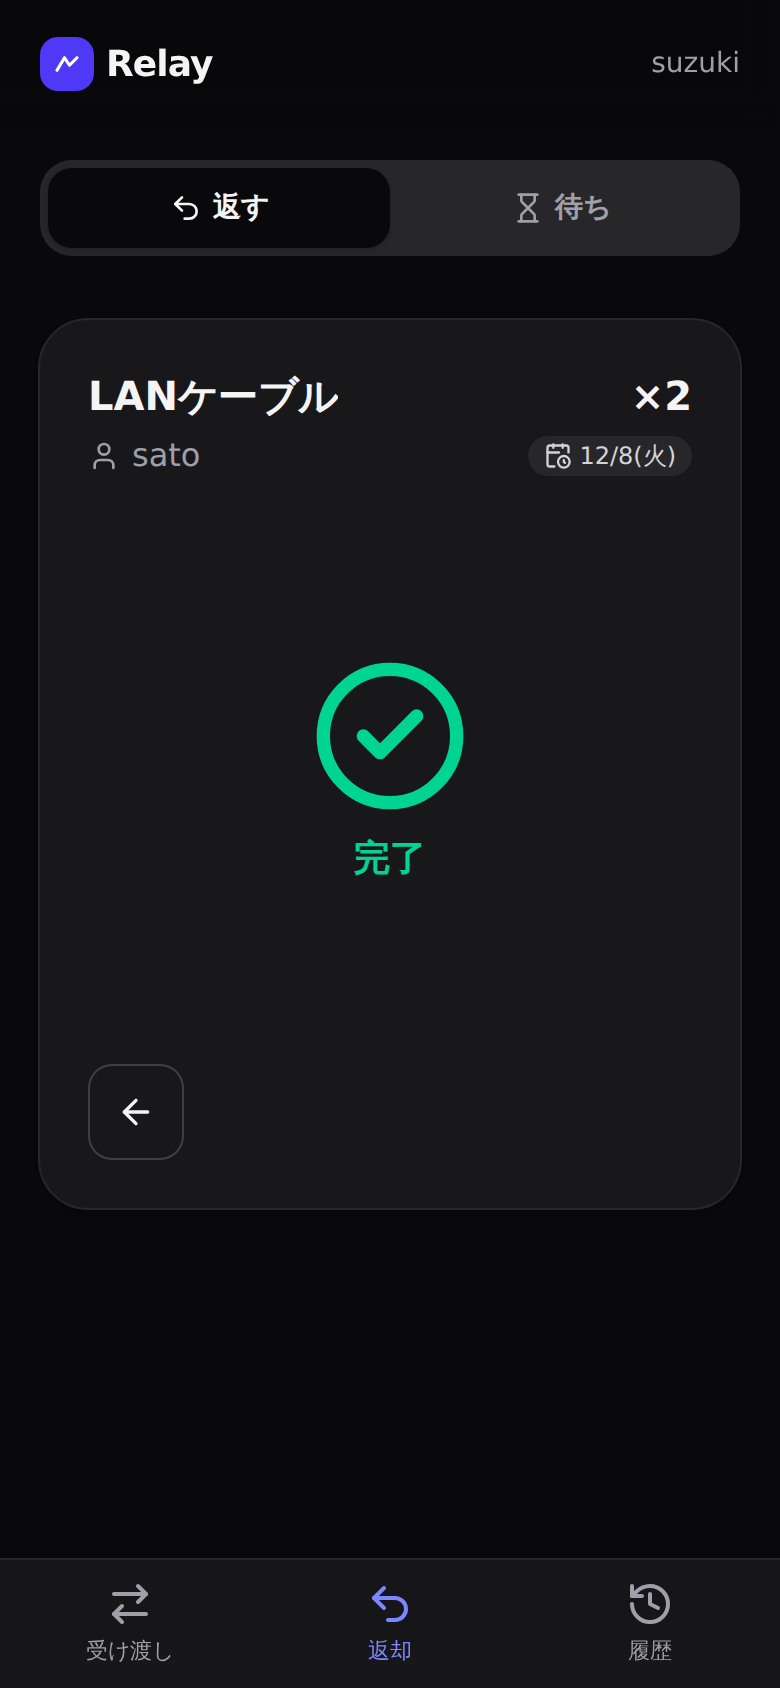 Relay
suzuki
返す
待ち
LANケーブル
×2
sato
12/8(火)
完了
受け渡し
返却
履歴